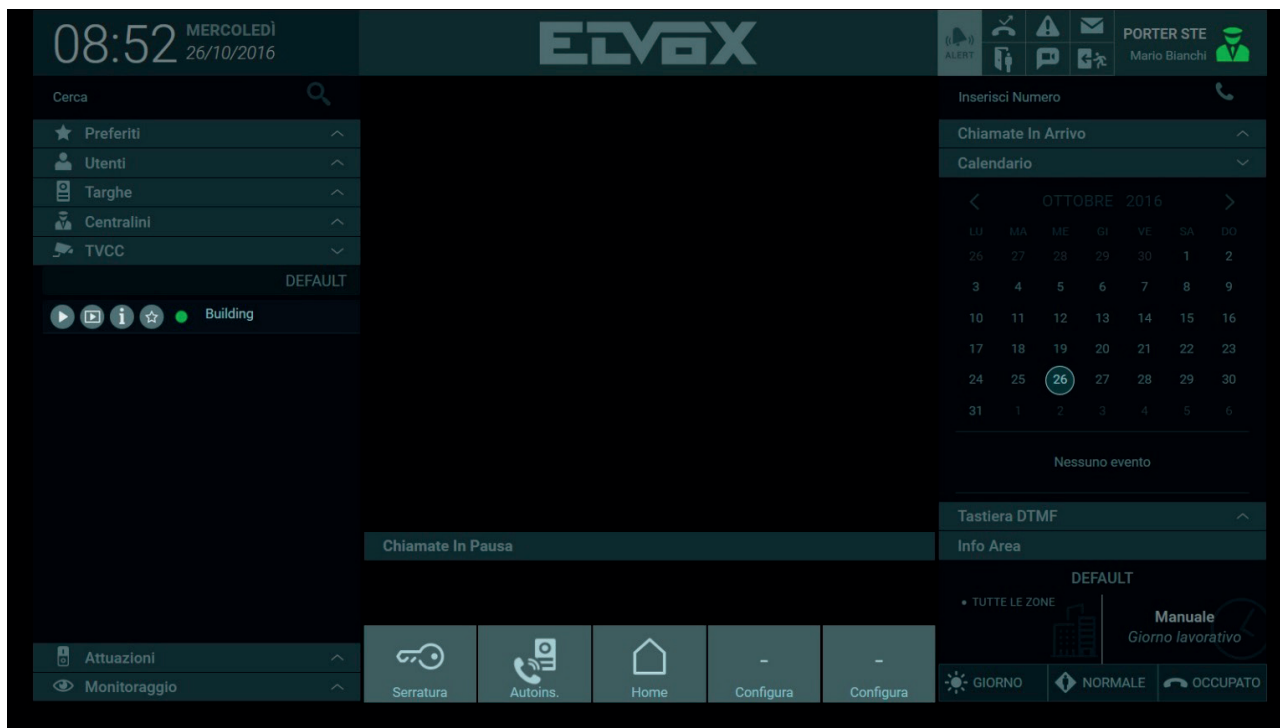 08:52 MERCOLEDÌ
26/10/2016
ELVOX
ALERT
PORTER STE
Mario Bianchi
Cerca
Preferiti
Utenti
Targhe
Centralini
TVCC
DEFAULT
Building
Attuazioni
Monitoraggio
Chiamate In Pausa
Serratura
Autoins.
Home
-
Configura
-
Configura
Inserisci Numero
Chiamate In Arrivo
Calendario
OTTOBRE 2016
LU MA ME GI VE SA DO
26 27 28 29 30 1 2
3 4 5 6 7 8 9
10 11 12 13 14 15 16
17 18 19 20 21 22 23
24 25 26 27 28 29 30
31 1 2 3 4 5 6
Nessuno evento
Tastiera DTMF
Info Area
DEFAULT
• TUTTE LE ZONE
Manuale
Giorno lavorativo
GIORNO
NORMALE
OCCUPATO